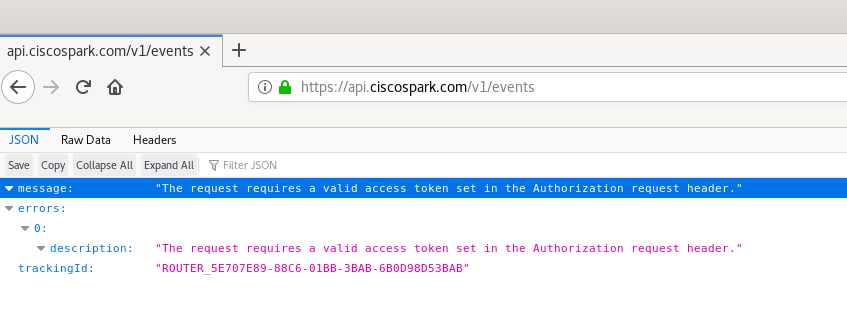 api.ciscospark.com/v1/events
https://api.ciscospark.com/v1/events
JSON Raw Data Headers
Save Copy Collapse All Expand All Filter JSON
message: "The request requires a valid access token set in the Authorization request header."
errors:
0:
description: "The request requires a valid access token set in the Authorization request header."
trackingId: "ROUTER_5E707E89-88C6-01BB-3BAB-6B0D98D53BAB"